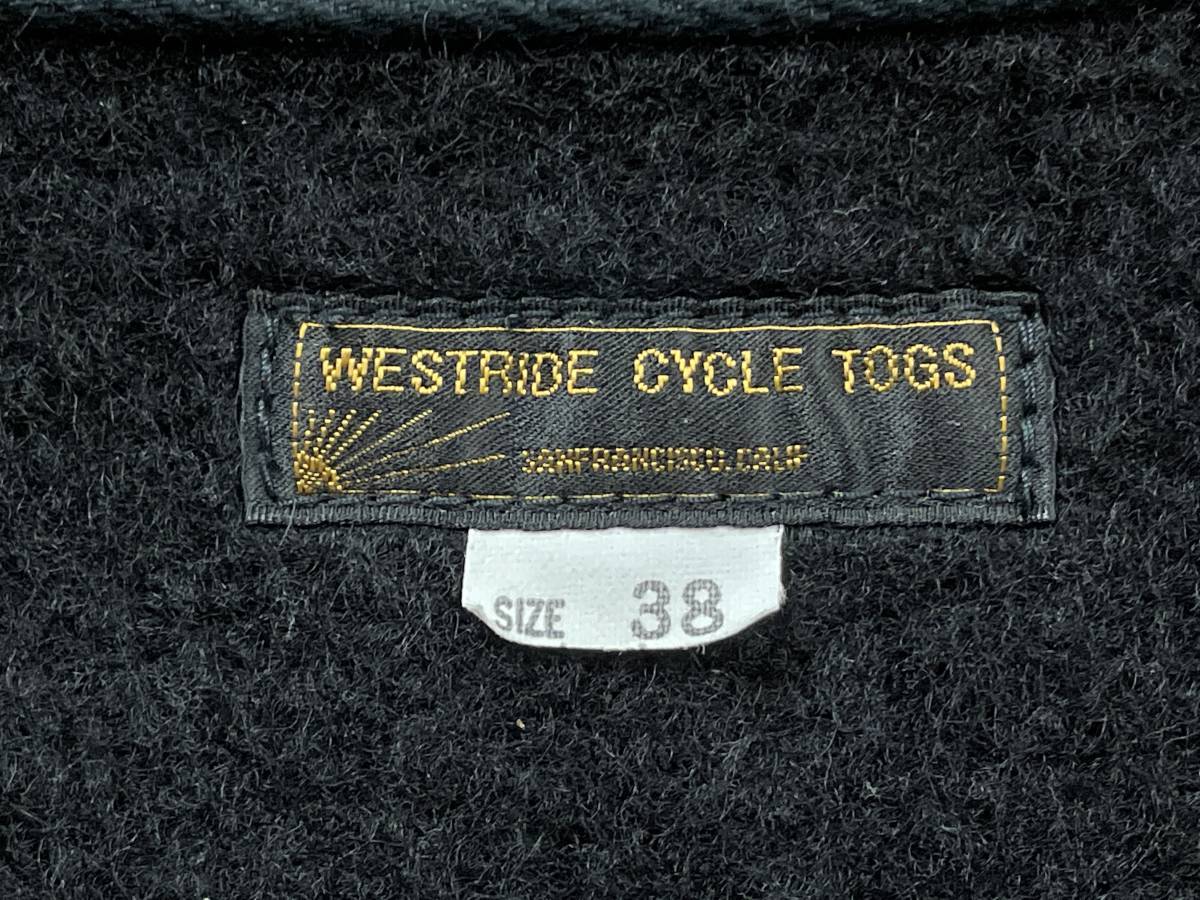 WESTRIDE CYCLE TOGS
SANFRANCISCO, CALIF
SIZE 38